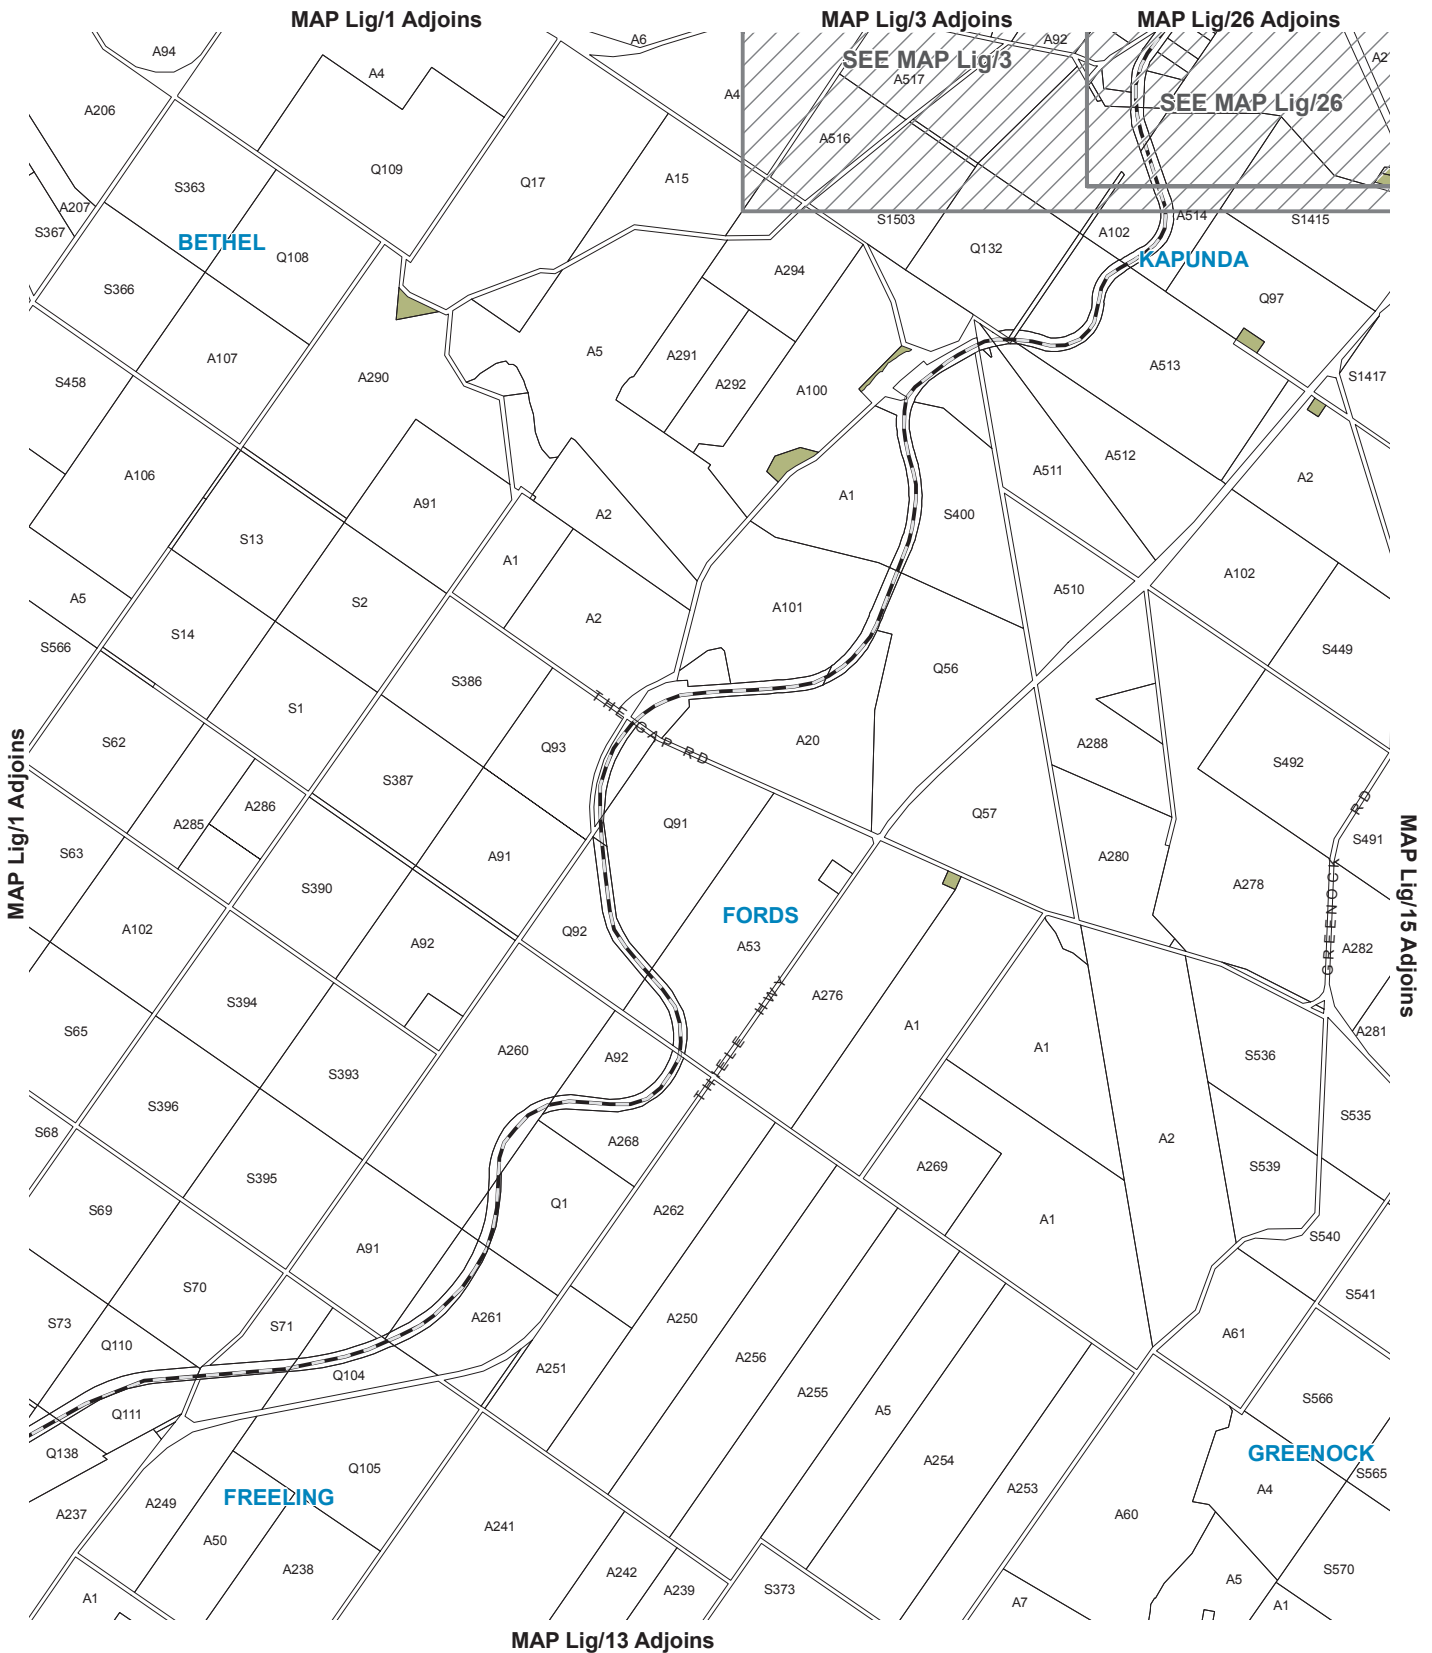 MAP Lig/1 Adjoins
MAP Lig/3 Adjoins
MAP Lig/26 Adjoins
A94
A6
A92
A4
SEE MAP Lig/3
A517
A4
SEE MAP Lig/26
A206
A516
S363
Q109
Q17
A15
A207
S367
BETHEL
Q108
S1503
Q132
A102
A514
S1415
KAPUNDA
A294
S366
Q97
A107
A290
A5
A291
A292
A100
A513
S458
S1417
A106
A91
A2
A1
S400
A511
A512
A2
S13
A1
A5
S2
A2
A101
A510
A102
S566
S14
S386
Q56
S449
S1
THE GAP RD
S62
Q93
A20
A288
S492
S387
MAP Lig/1 Adjoins
A285
A286
Q91
Q57
GREENOCK RD
S491
S63
S390
A91
A280
A278
MAP Lig/15 Adjoins
A102
A92
Q92
FORDS
A53
A282
S394
THIELE HWY
A276
A1
S65
A260
A92
A1
S536
A281
S393
S396
S68
A268
A2
S535
S395
A269
S539
S69
Q1
A262
A1
A91
S540
S70
S541
S73
Q110
S71
A261
A250
A61
Q104
A251
A256
A255
A5
S566
Q111
Q138
Q105
A254
GREENOCK
S565
A237
A249
FREELING
A253
A4
A50
A241
A60
A238
A242
A239
S373
S570
A5
A1
A7
A1
MAP Lig/13 Adjoins